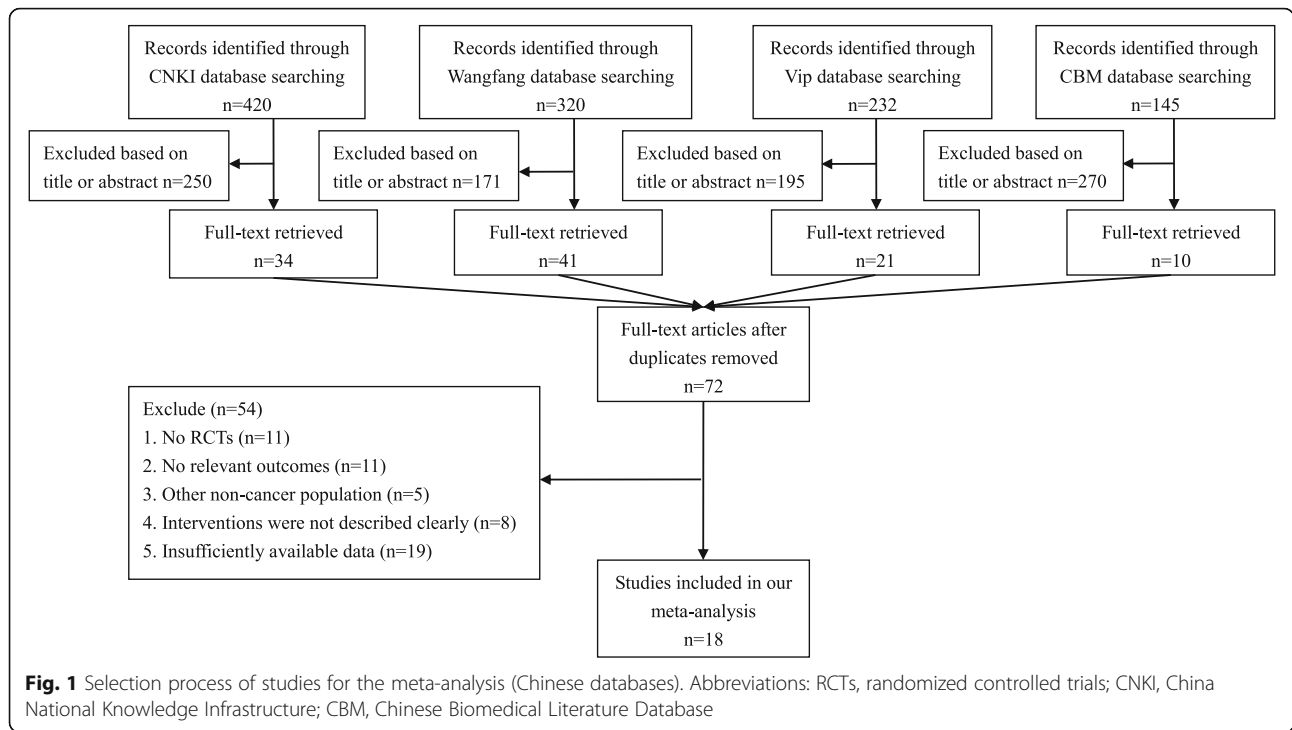 Records identified through
CNKI database searching
n=420
Records identified through
Wangfang database searching
n=320
Records identified through
Vip database searching
n=232
Records identified through
CBM database searching
n=145
Excluded based on
title or abstract n=250
Excluded based on
title or abstract n=171
Excluded based on
title or abstract n=195
Excluded based on
title or abstract n=270
Full-text retrieved
n=34
Full-text retrieved
n=41
Full-text retrieved
n=21
Full-text retrieved
n=10
Full-text articles after
duplicates removed
n=72
Exclude (n=54)
1. No RCTs (n=11)
2. No relevant outcomes (n=11)
3. Other non-cancer population (n=5)
4. Interventions were not described clearly (n=8)
5. Insufficiently available data (n=19)
Studies included in our
meta-analysis
n=18
Fig. 1 Selection process of studies for the meta-analysis (Chinese databases). Abbreviations: RCTs, randomized controlled trials; CNKI, China
National Knowledge Infrastructure; CBM, Chinese Biomedical Literature Database